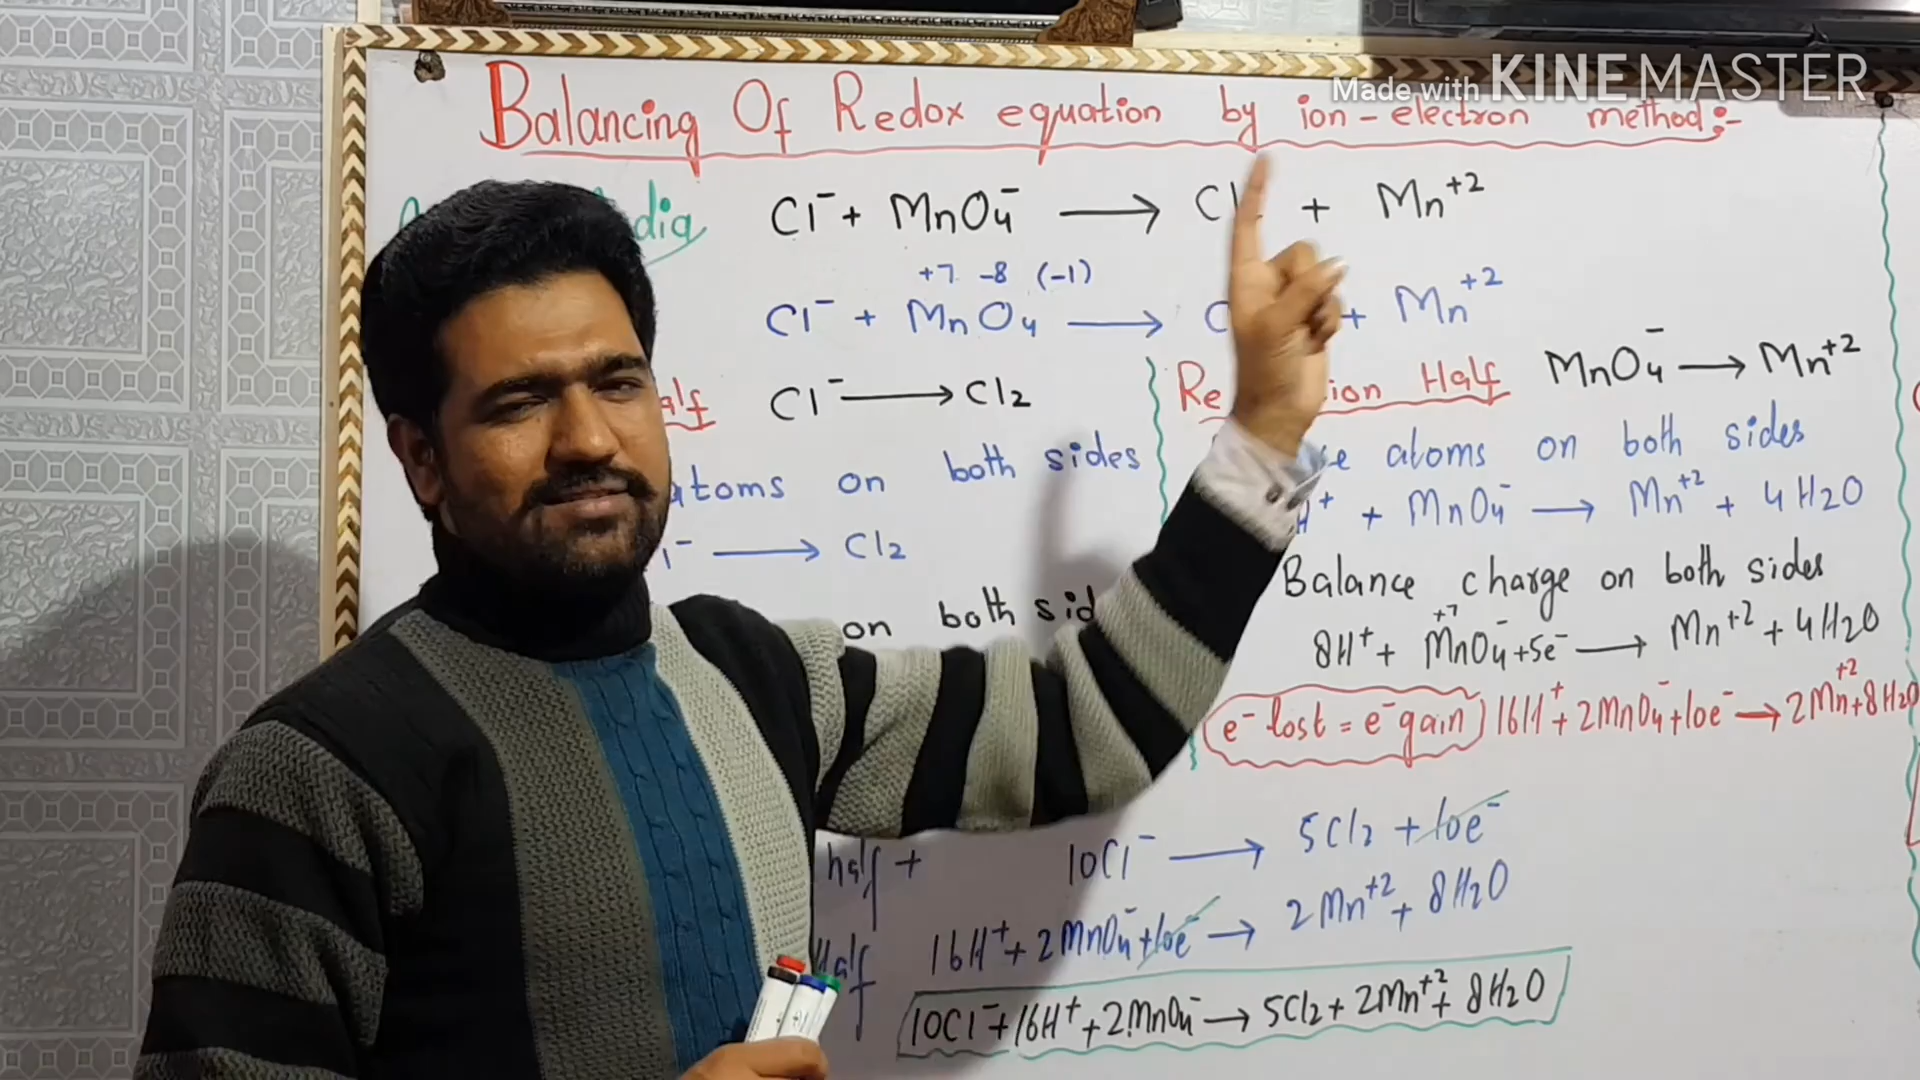 Made with KINEMASTER
Balancing Of Redox equation by ion-electron method:-
Cl⁻ + MnO₄⁻ ⟶ + Mn⁺²
+7 -8 (-1)
Cl⁻ + MnO₄ ⟶ + Mn⁺²
Cl⁻ ⟶ Cl₂
atoms on both sides
⟶ Cl₂
on both
Half MnO₄⁻ ⟶ Mn⁺²
atoms on both sides
+ MnO₄⁻ ⟶ Mn⁺² + 4H₂O
Balance charge on both sides
+7
8H⁺ + MnO₄⁻ + 5e⁻ ⟶ Mn⁺² + 4H₂O
e⁻ lost = e⁻ gain 16H⁺ + 2MnO₄⁻ + 10e⁻ ⟶ 2Mn⁺² + 8H₂O
half + 10Cl⁻ ⟶ 5Cl₂ + 10e⁻
Half 16H⁺ + 2MnO₄⁻ + 10e⁻ ⟶ 2Mn⁺² + 8H₂O
10Cl⁻ + 16H⁺ + 2MnO₄⁻ ⟶ 5Cl₂ + 2Mn⁺² + 8H₂O